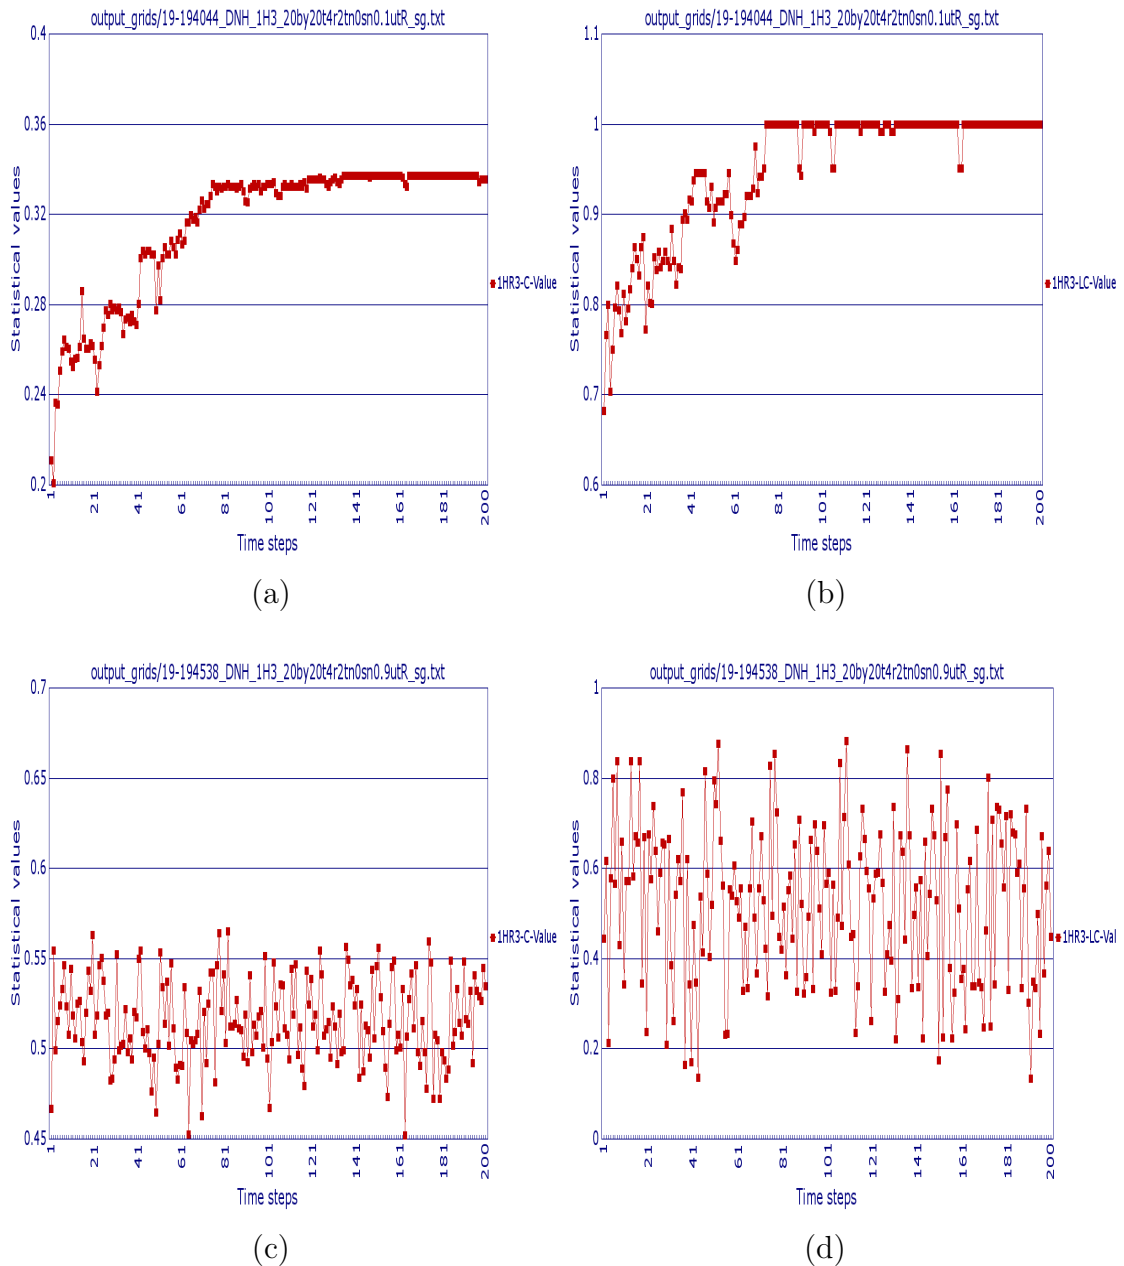 output_grids/19-194044_DNH_1H3_20by20t4r2tn0sn0.1utR_sg.txt
0.4
0.36
0.32
0.28
0.24
0.2
Statistical values
1HR3-C-Value
1 21 41 61 81 101 121 141 161 181 200
Time steps
(a)
output_grids/19-194044_DNH_1H3_20by20t4r2tn0sn0.1utR_sg.txt
1.1
1
0.9
0.8
0.7
0.6
Statistical values
1HR3-LC-Value
1 21 41 61 81 101 121 141 161 181 200
Time steps
(b)
output_grids/19-194538_DNH_1H3_20by20t4r2tn0sn0.9utR_sg.txt
0.7
0.65
0.6
0.55
0.5
0.45
Statistical values
1HR3-C-Value
1 21 41 61 81 101 121 141 161 181 200
Time steps
(c)
output_grids/19-194538_DNH_1H3_20by20t4r2tn0sn0.9utR_sg.txt
1
0.8
0.6
0.4
0.2
0
Statistical values
1HR3-LC-Val
1 21 41 61 81 101 121 141 161 181 200
Time steps
(d)